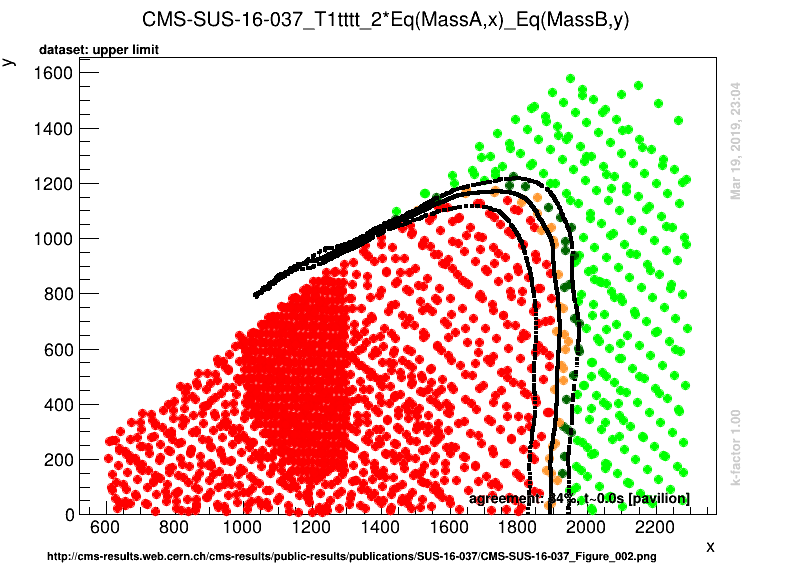 CMS-SUS-16-037_T1tttt_2*Eq(MassA,x)_Eq(MassB,y)
dataset: upper limit
y
1600
1400
1200
1000
800
600
400
200
0
600 800 1000 1200 1400 1600 1800 2000 2200
x
agreement: 84%, t~0.0s [pavilion]
Mar 19, 2019, 23:04
k-factor 1.00
http://cms-results.web.cern.ch/cms-results/public-results/publications/SUS-16-037/CMS-SUS-16-037_Figure_002.png